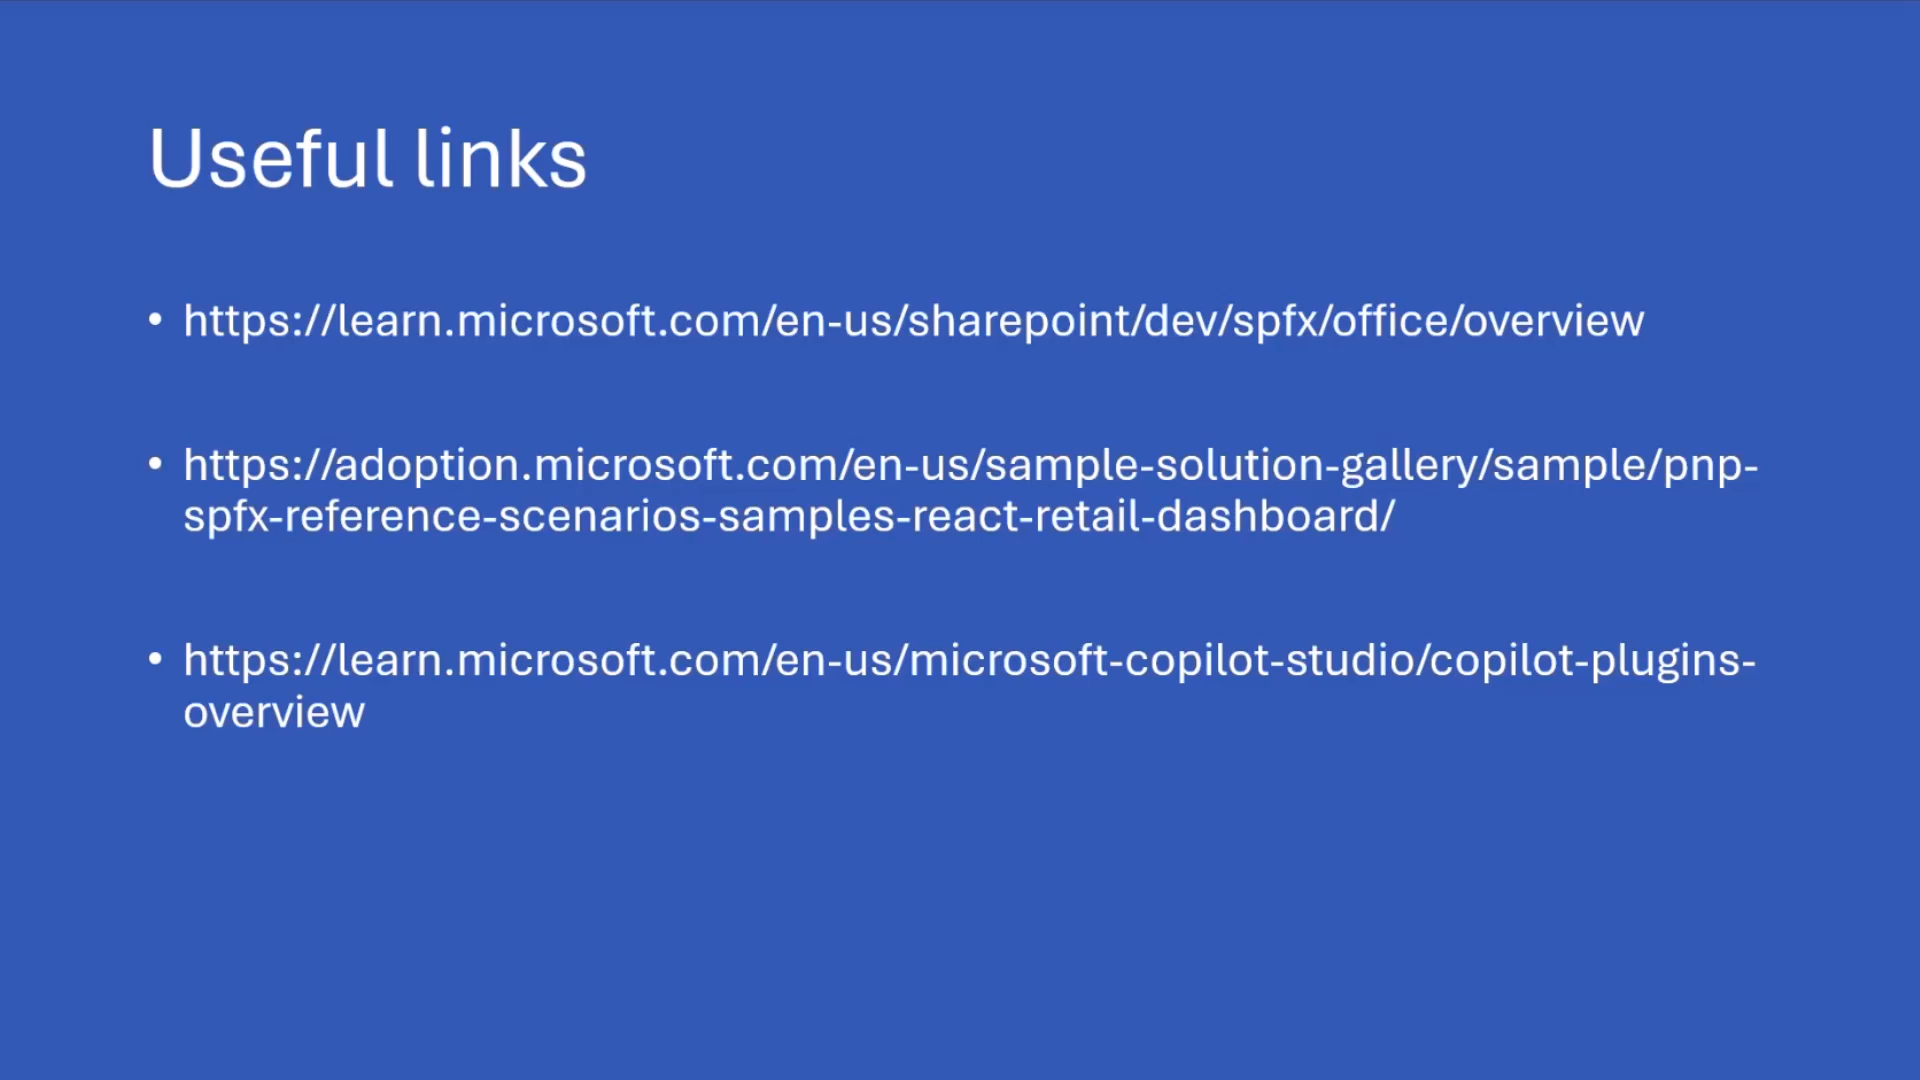 Useful links
• https://learn.microsoft.com/en-us/sharepoint/dev/spfx/office/overview
• https://adoption.microsoft.com/en-us/sample-solution-gallery/sample/pnp-
spfx-reference-scenarios-samples-react-retail-dashboard/
• https://learn.microsoft.com/en-us/microsoft-copilot-studio/copilot-plugins-
overview